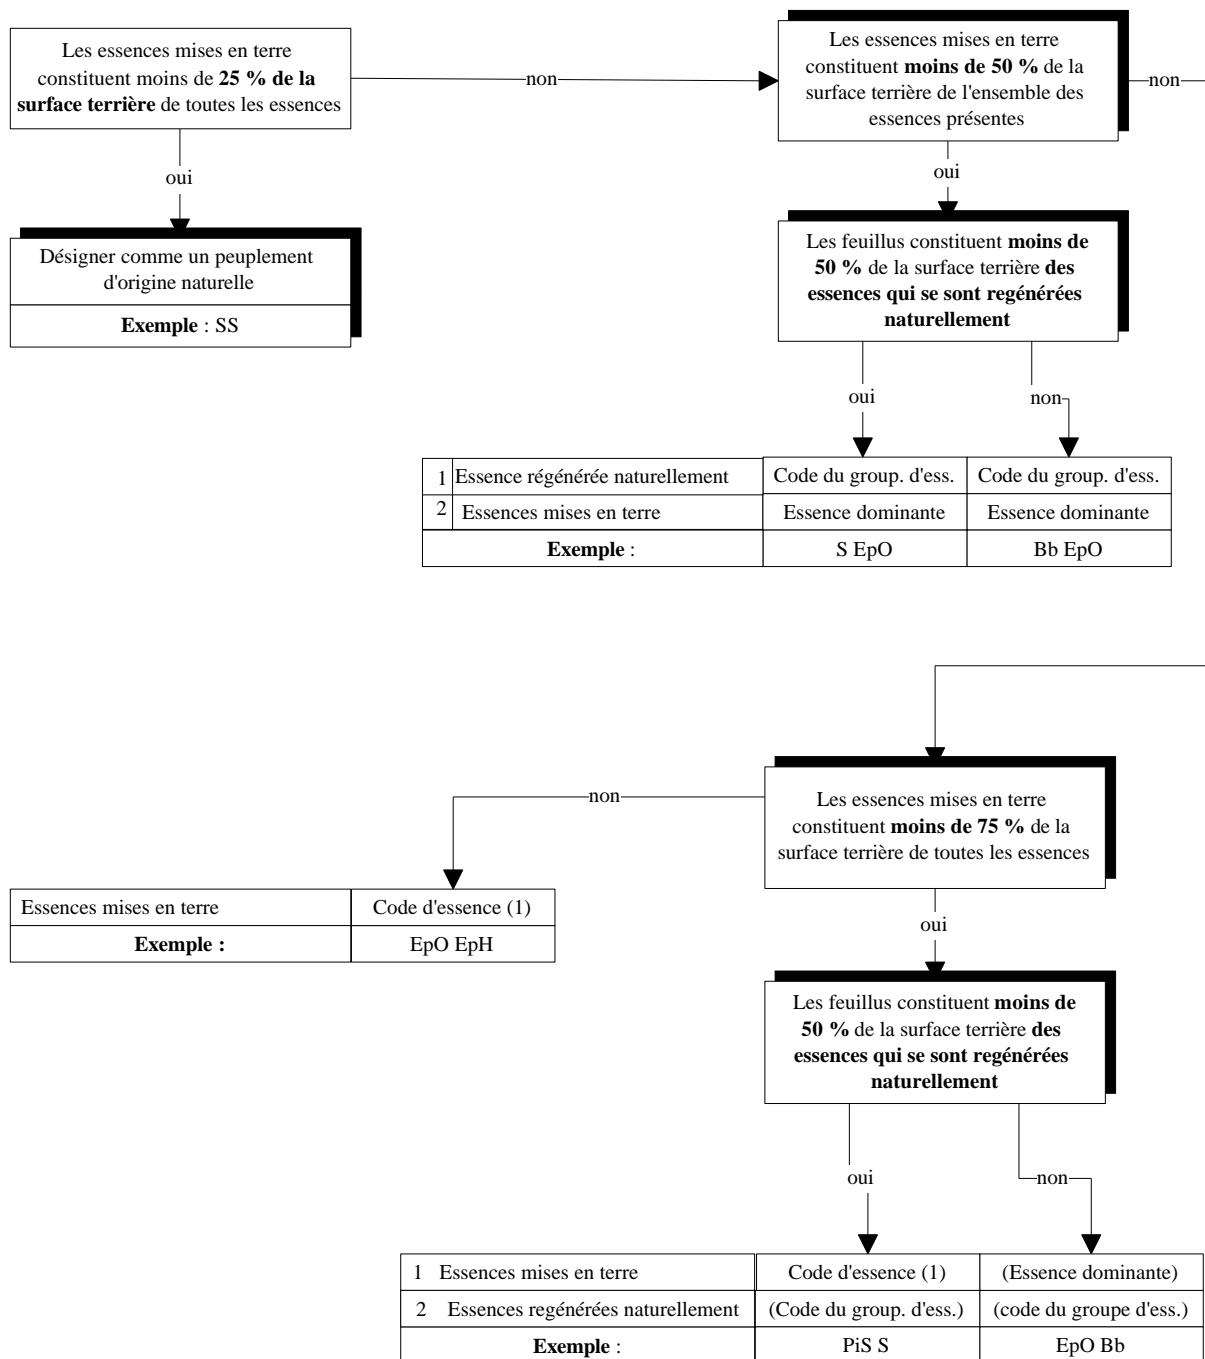 Les essences mises en terre
constituent moins de 25 % de la
surface terrière de toutes les essences
non
Les essences mises en terre
constituent moins de 50 % de la
surface terrière de l'ensemble des
essences présentes
non
oui
oui
Désigner comme un peuplement
d'origine naturelle
Exemple : SS
Les feuillus constituent moins de
50 % de la surface terrière des
essences qui se sont regénérées
naturellement
oui
non
1 Essence régénérée naturellement Code du group. d'ess. Code du group. d'ess.
2 Essences mises en terre Essence dominante Essence dominante
Exemple : S EpO Bb EpO
Les essences mises en terre
constituent moins de 75 % de la
surface terrière de toutes les essences
non
oui
Essences mises en terre Code d'essence (1)
Exemple : EpO EpH
Les feuillus constituent moins de
50 % de la surface terrière des
essences qui se sont regénérées
naturellement
oui
non
1 Essences mises en terre Code d'essence (1) (Essence dominante)
2 Essences regénérées naturellement (Code du group. d'ess.) (code du groupe d'ess.)
Exemple : PiS S EpO Bb